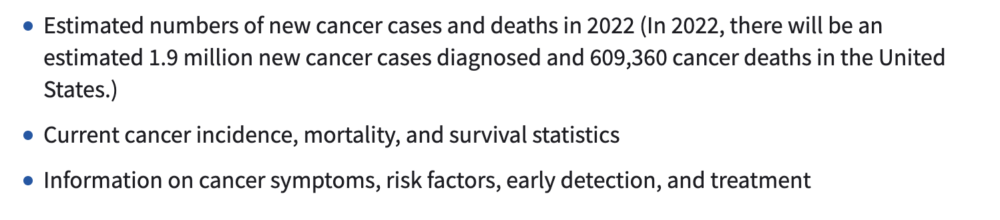 • Estimated numbers of new cancer cases and deaths in 2022 (In 2022, there will be an
estimated 1.9 million new cancer cases diagnosed and 609,360 cancer deaths in the United
States.)
• Current cancer incidence, mortality, and survival statistics
• Information on cancer symptoms, risk factors, early detection, and treatment